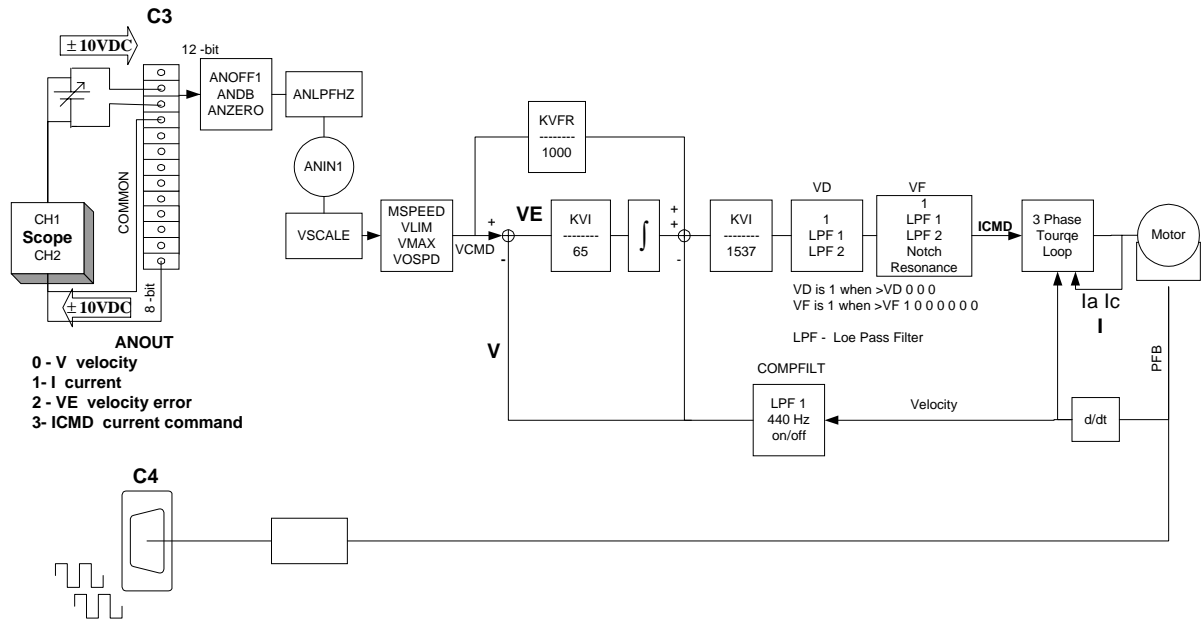 C3
± 10VDC
12 -bit
ANOFF1
ANDB
ANZERO
ANLPFHZ
ANIN1
VSCALE
COMMON
CH1
Scope
CH2
± 10VDC
8 -bit
ANOUT
0 - V velocity
1- I current
2 - VE velocity error
3- ICMD current command
MSPEED
VLIM
VMAX
VOSPD
VCMD
+
-
VE
KVFR
--------
1000
KVI
--------
65
∫
+
+
-
KVI
--------
1537
VD
1
LPF 1
LPF 2
VF
1
LPF 1
LPF 2
Notch
Resonance
ICMD
3 Phase
Tourqe
Loop
Motor
Ia Ic
I
VD is 1 when >VD 0 0 0
VF is 1 when >VF 1 0 0 0 0 0 0
LPF - Loe Pass Filter
V
COMPFILT
LPF 1
440 Hz
on/off
Velocity
d/dt
PFB
C4